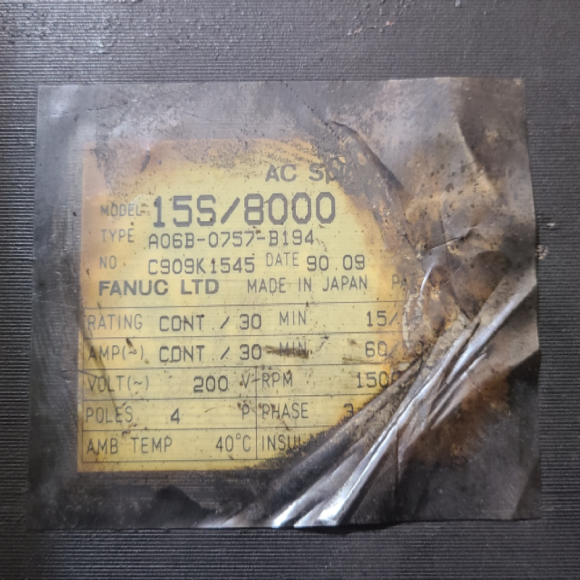 AC
MODEL 15S/8000
TYPE A06B-0757-B194
NO C909K1545 DATE 90.09
FANUC LTD MADE IN JAPAN
RATING CONT. / 30 MIN 15/
AMP(~) CONT. / 30 MIN 60
VOLT(~) 200 V RPM
POLES 4 P PHASE 3
AMB TEMP 40°C